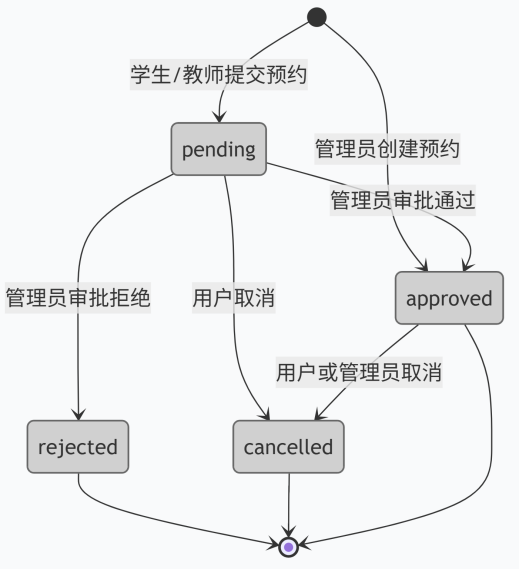 学生/教师提交预约
pending
管理员创建预约
管理员审批通过
approved
管理员审批拒绝
用户取消
用户或管理员取消
rejected
cancelled